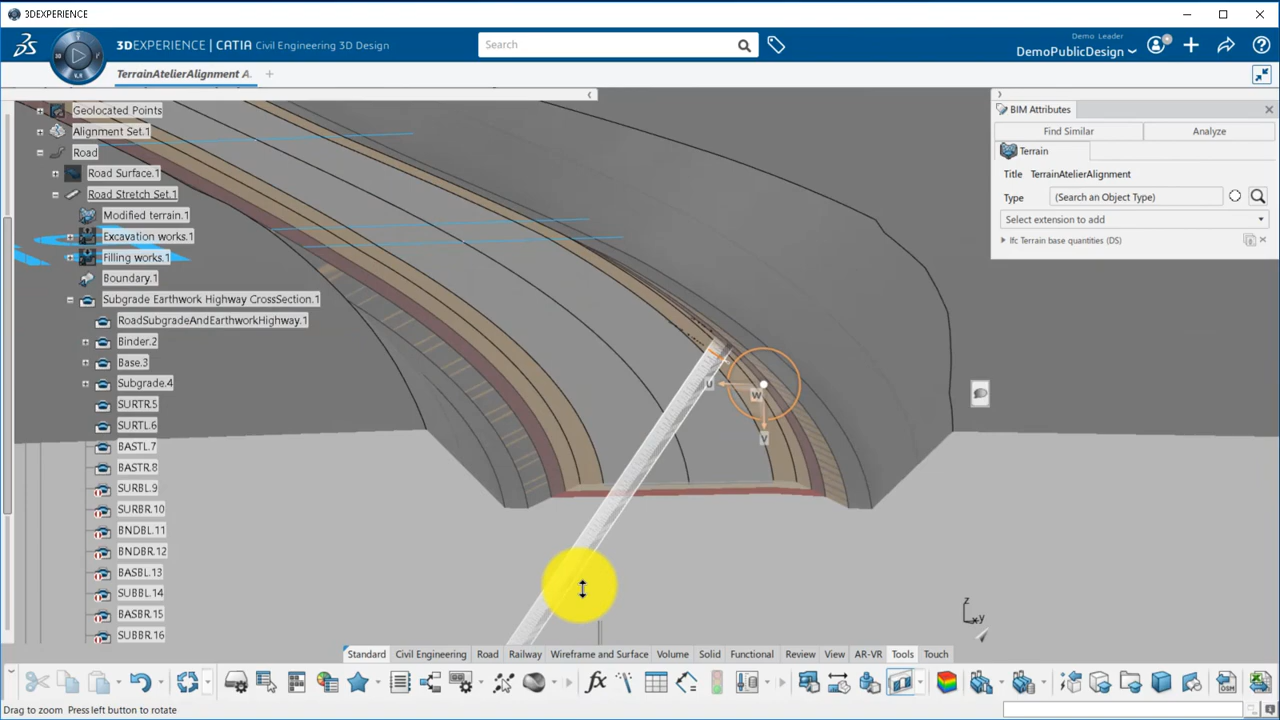 3DEXPERIENCE
3DEXPERIENCE | CATIA Civil Engineering 3D Design
Search
Demo Leader
DemoPublicDesign
V.R
TerrainAtelierAlignment A.
Geolocated Points
Alignment Set.1
Road
Road Surface.1
Road Stretch Set.1
Modified terrain.1
Excavation works.1
Filling works.1
Boundary.1
Subgrade Earthwork Highway CrossSection.1
RoadSubgradeAndEarthworkHighway.1
Binder.2
Base.3
Subgrade.4
SURTR.5
SURTL.6
BASTL.7
BASTR.8
SURBL.9
SURBR.10
BNDBL.11
BNDBR.12
BASBL.13
SUBBL.14
BASBR.15
SUBBR.16
BIM Attributes
Find Similar
Analyze
Terrain
Title TerrainAtelierAlignment
Type (Search an Object Type)
Select extension to add
Ifc Terrain base quantities (DS)
U
W
V
z
x y
Standard Civil Engineering Road Railway Wireframe and Surface Volume Solid Functional Review View AR-VR Tools Touch
fx
OSM
Drag to zoom Press left button to rotate